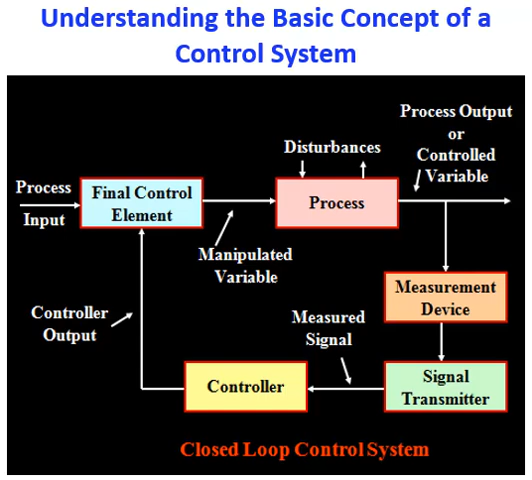 Understanding the Basic Concept of a
Control System
Process Output
or
Controlled
Variable
Disturbances
Process
Input
Final Control
Element
Process
Manipulated
Variable
Measurement
Device
Controller
Output
Measured
Signal
Controller
Signal
Transmitter
Closed Loop Control System